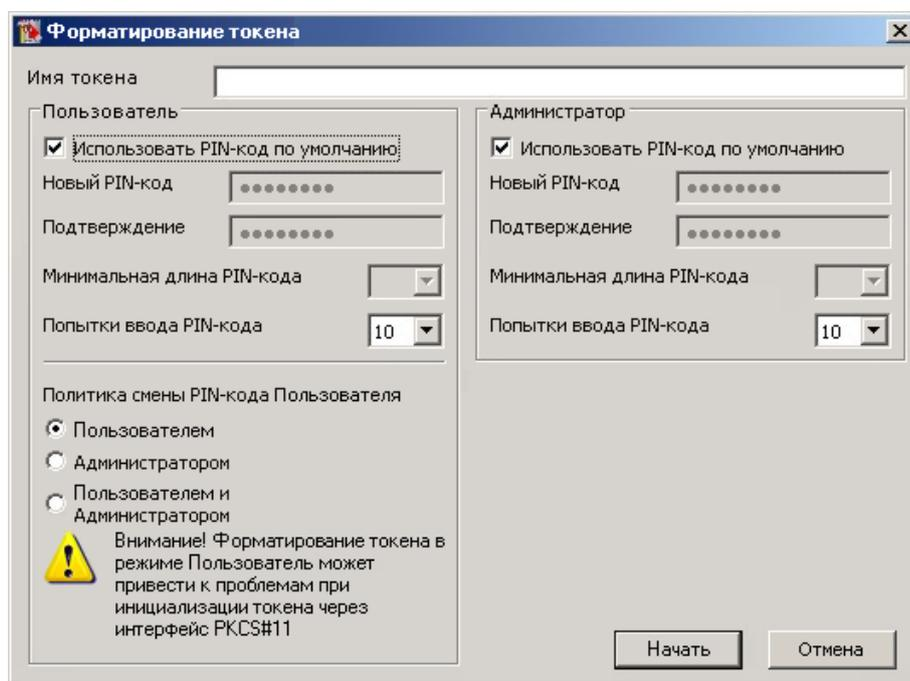 Форматирование токена
Имя токена
Пользователь
Использовать PIN-код по умолчанию
Новый PIN-код
Подтверждение
Минимальная длина PIN-кода
Попытки ввода PIN-кода
10
Политика смены PIN-кода Пользователя
Пользователем
Администратором
Пользователем и
Администратором
Внимание! Форматирование токена в
режиме Пользователь может
привести к проблемам при
инициализации токена через
интерфейс PKCS#11
Администратор
Использовать PIN-код по умолчанию
Новый PIN-код
Подтверждение
Минимальная длина PIN-кода
Попытки ввода PIN-кода
10
Начать
Отмена